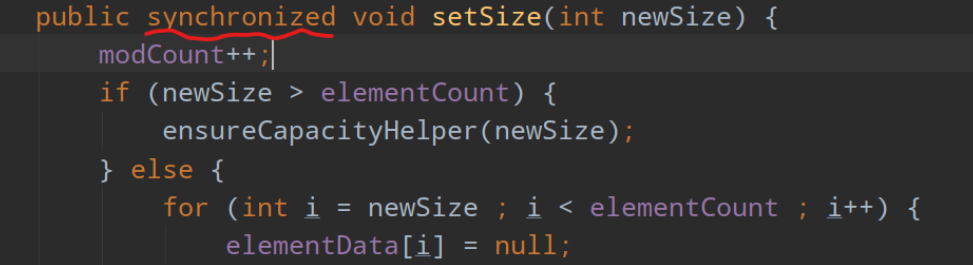 public synchronized void setSize(int newSize) {
modCount++;
if (newSize > elementCount) {
ensureCapacityHelper(newSize);
} else {
for (int i = newSize ; i < elementCount ; i++) {
elementData[i] = null;